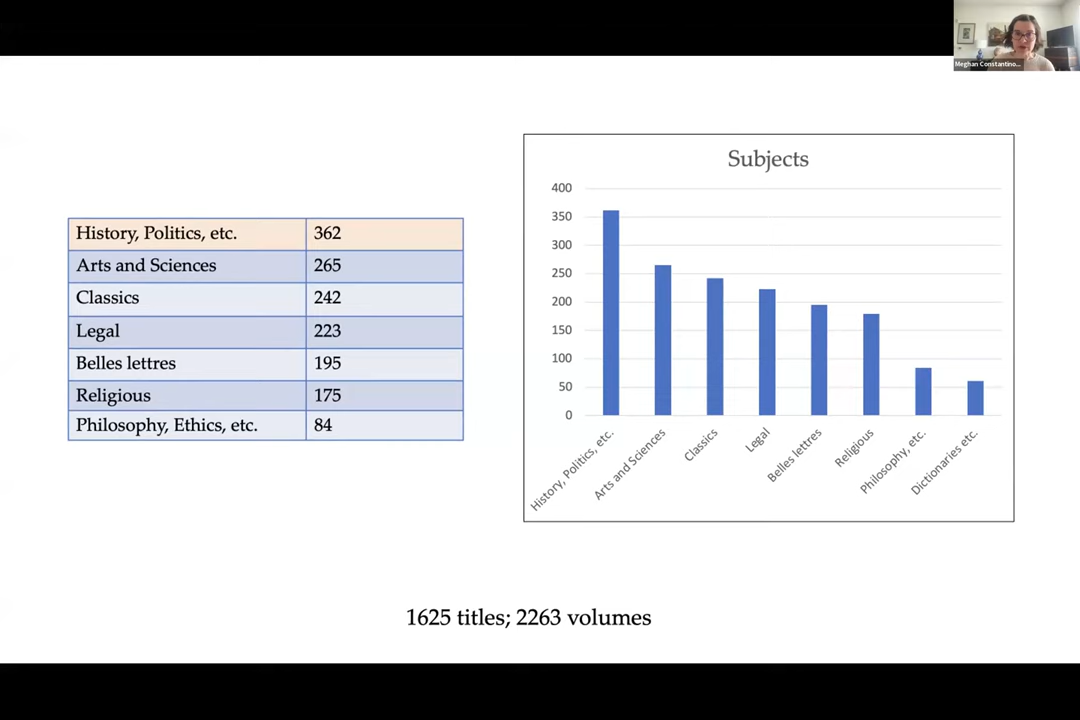 Meghan Constantino...
History, Politics, etc. 362
Arts and Sciences 265
Classics 242
Legal 223
Belles lettres 195
Religious 175
Philosophy, Ethics, etc. 84
Subjects
400
350
300
250
200
150
100
50
0
History, Politics, etc.
Arts and Sciences
Classics
Legal
Belles lettres
Religious
Philosophy, etc.
Dictionaries etc.
1625 titles; 2263 volumes